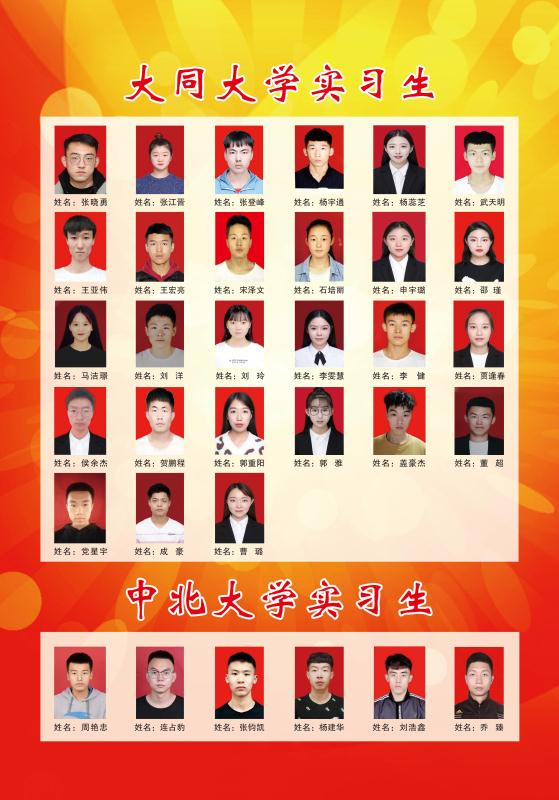 大同大学实习生
姓名：张晓勇 姓名：张江晋 姓名：张登峰 姓名：杨宇通 姓名：杨蕊芝 姓名：武天明
姓名：王亚伟 姓名：王宏亮 姓名：宋泽文 姓名：石培丽 姓名：申宇璐 姓名：邵 瑾
姓名：马洁璟 姓名：刘 洋 姓名：刘 玲 姓名：李雯慧 姓名：李 健 姓名：贾逢春
姓名：侯余杰 姓名：贺鹏程 姓名：郭重阳 姓名：郭 雅 姓名：盖豪杰 姓名：董 超
姓名：党星宇 姓名：成 豪 姓名：曹 璐
中北大学实习生
姓名：周艳忠 姓名：连占豹 姓名：张钧凯 姓名：杨建华 姓名：刘浩鑫 姓名：乔 臻